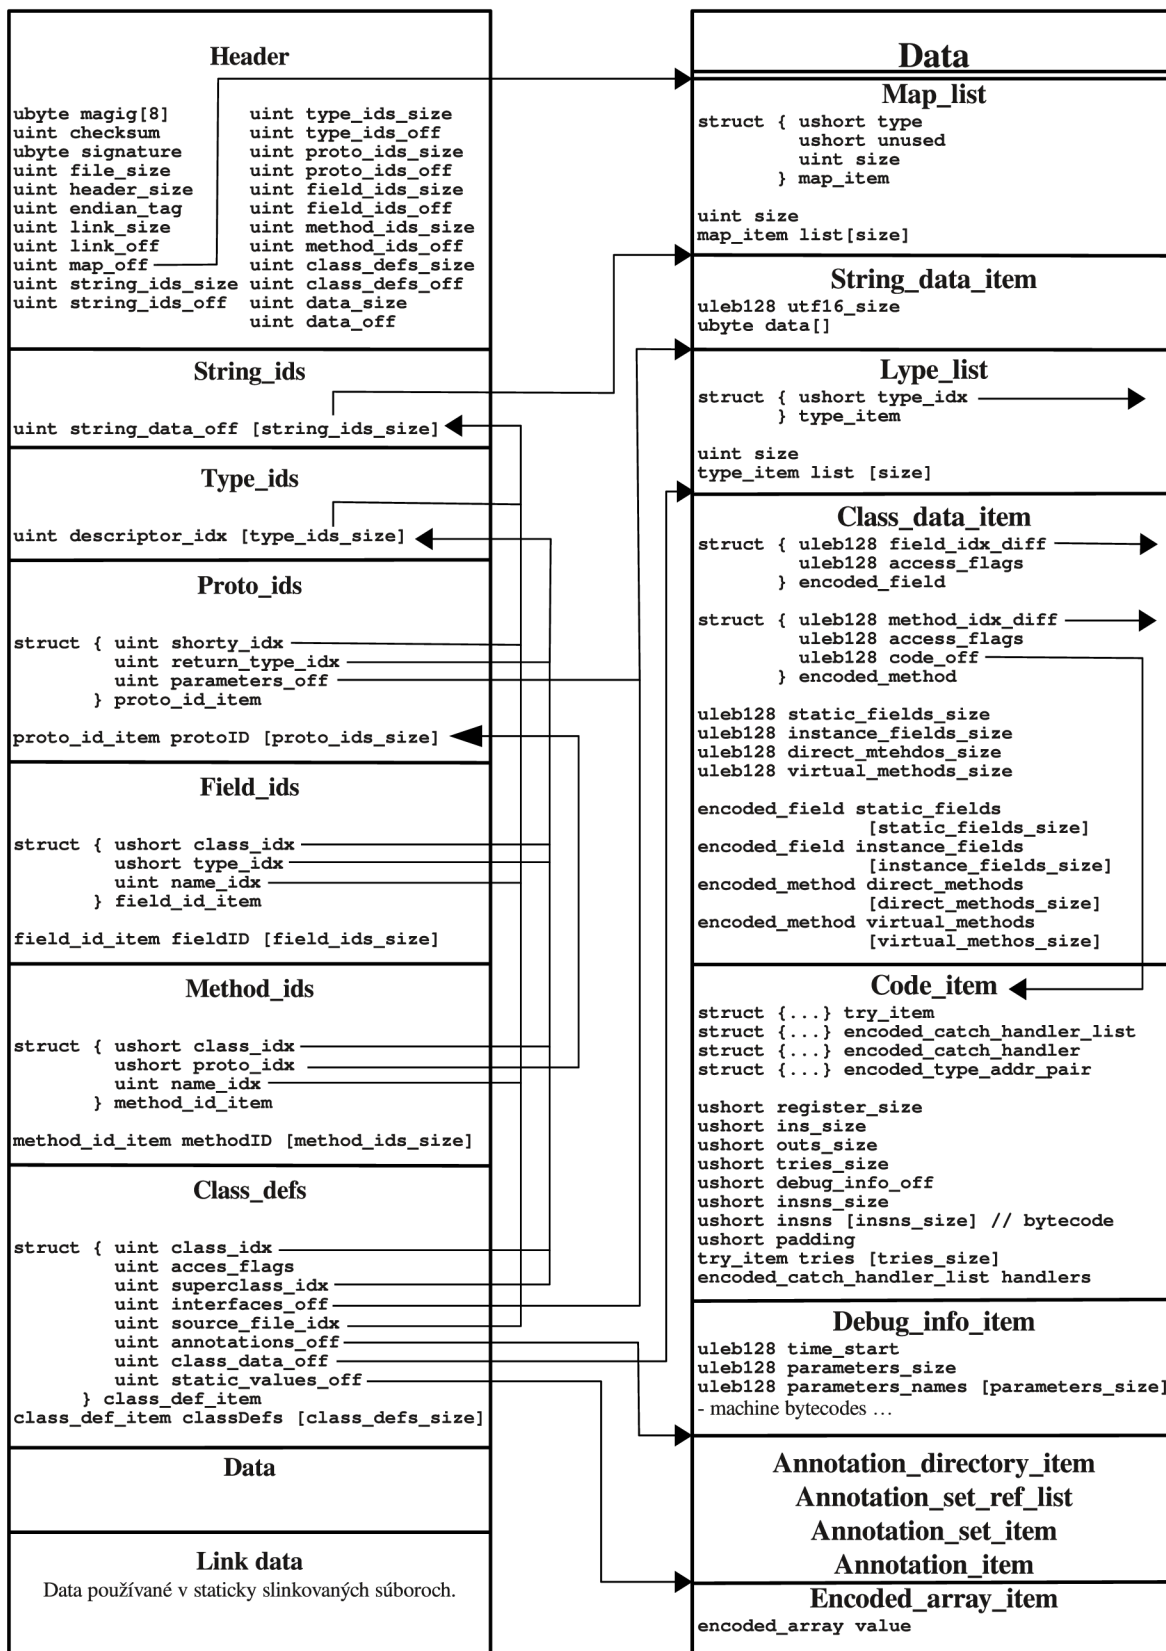 Header
ubyte magig[8]
uint checksum
ubyte signature
uint file_size
uint header_size
uint endian_tag
uint link_size
uint link_off
uint map_off
uint string_ids_size
uint string_ids_off
uint type_ids_size
uint type_ids_off
uint proto_ids_size
uint proto_ids_off
uint field_ids_size
uint field_ids_off
uint method_ids_size
uint method_ids_off
uint class_defs_size
uint class_defs_off
uint data_size
uint data_off
String_ids
uint string_data_off [string_ids_size]
Type_ids
uint descriptor_idx [type_ids_size]
Proto_ids
struct { uint shorty_idx
uint return_type_idx
uint parameters_off
} proto_id_item
proto_id_item protoID [proto_ids_size]
Field_ids
struct { ushort class_idx
ushort type_idx
uint name_idx
} field_id_item
field_id_item fieldID [field_ids_size]
Method_ids
struct { ushort class_idx
ushort proto_idx
uint name_idx
} method_id_item
method_id_item methodID [method_ids_size]
Class_defs
struct { uint class_idx
uint acces_flags
uint superclass_idx
uint interfaces_off
uint source_file_idx
uint annotations_off
uint class_data_off
uint static_values_off
} class_def_item
class_def_item classDefs [class_defs_size]
Data
Link data
Data používané v staticky slinkovaných súboroch.
Data
Map_list
struct { ushort type
ushort unused
uint size
} map_item
uint size
map_item list[size]
String_data_item
uleb128 utf16_size
ubyte data[]
Lype_list
struct { ushort type_idx
} type_item
uint size
type_item list [size]
Class_data_item
struct { uleb128 field_idx_diff
uleb128 access_flags
} encoded_field
struct { uleb128 method_idx_diff
uleb128 access_flags
uleb128 code_off
} encoded_method
uleb128 static_fields_size
uleb128 instance_fields_size
uleb128 direct_mtehdos_size
uleb128 virtual_methods_size
encoded_field static_fields
[static_fields_size]
encoded_field instance_fields
[instance_fields_size]
encoded_method direct_methods
[direct_methods_size]
encoded_method virtual_methods
[virtual_methos_size]
Code_item
struct {...} try_item
struct {...} encoded_catch_handler_list
struct {...} encoded_catch_handler
struct {...} encoded_type_addr_pair
ushort register_size
ushort ins_size
ushort outs_size
ushort tries_size
ushort debug_info_off
ushort insns_size
ushort insns [insns_size] // bytecode
ushort padding
try_item tries [tries_size]
encoded_catch_handler_list handlers
Debug_info_item
uleb128 time_start
uleb128 parameters_size
uleb128 parameters_names [parameters_size]
- machine bytecodes …
Annotation_directory_item
Annotation_set_ref_list
Annotation_set_item
Annotation_item
Encoded_array_item
encoded_array value